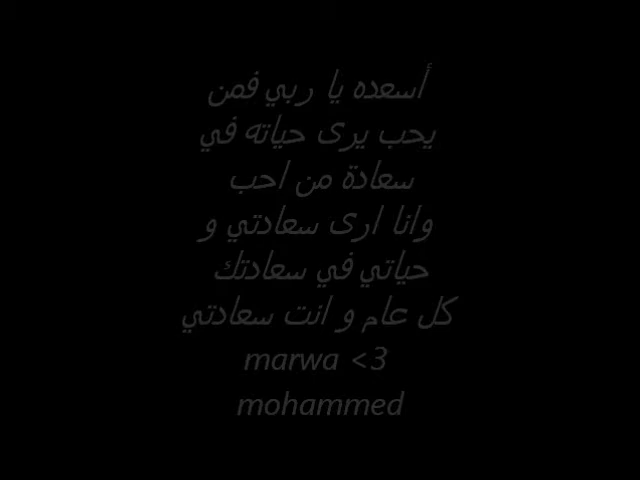 أسعده يا ربي فمن
يحب يرى حياته في
سعادة من احب
وانا ارى سعادتي و
حياتي في سعادتك
كل عام و انت سعادتي
marwa <3
mohammed